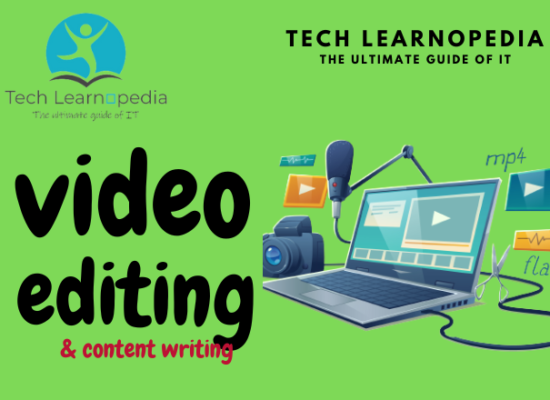 TECH LEARNOPEDIA
THE ULTIMATE GUIDE OF IT
Tech Learnopedia
The ultimate guide of IT
video
editing
& content writing
mp4
fla